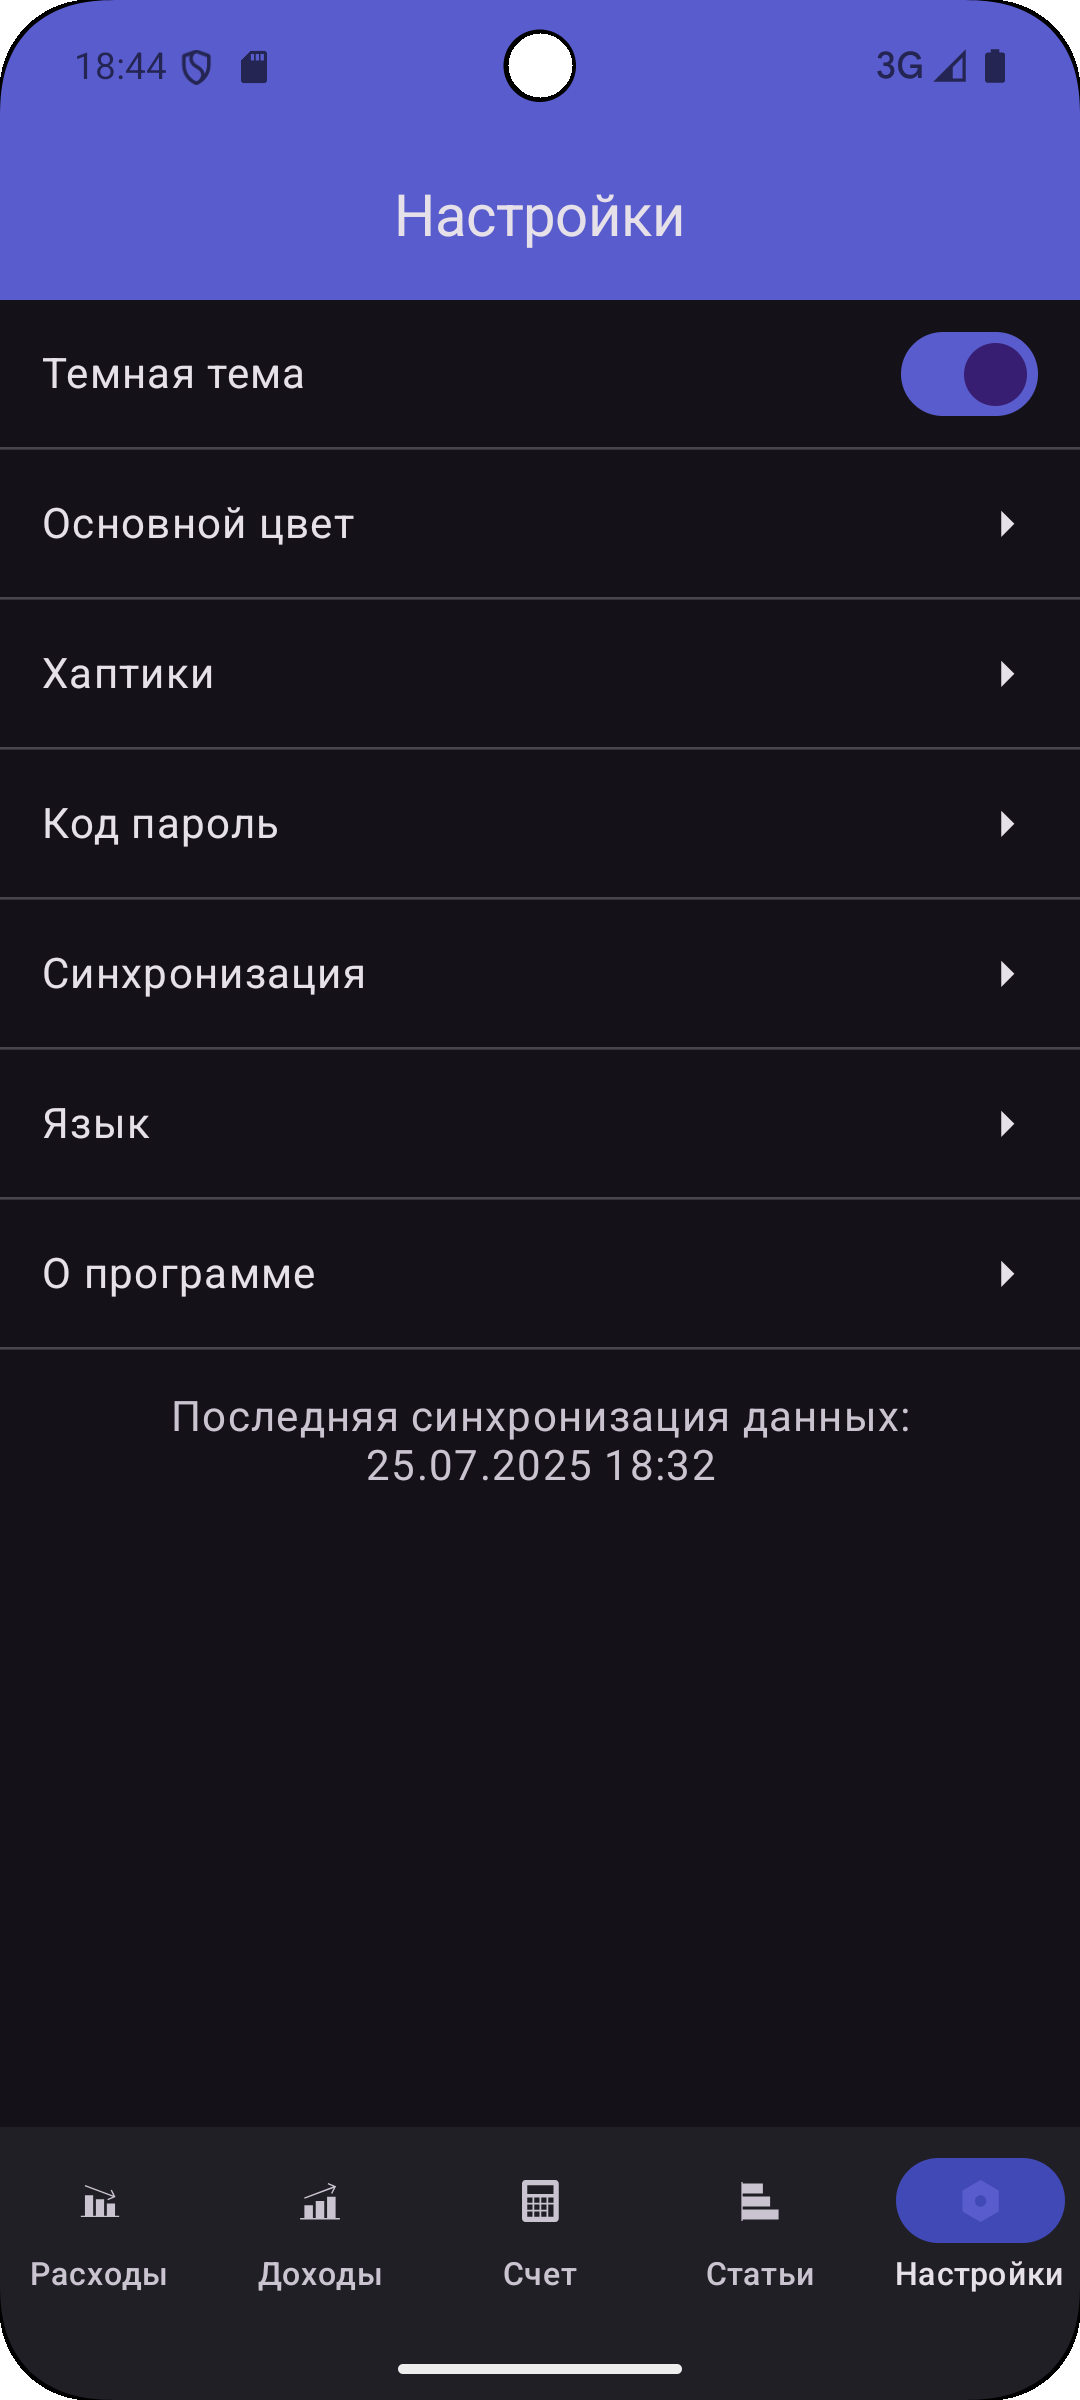 18:44
3G
Настройки
Темная тема
Основной цвет
Хаптики
Код пароль
Синхронизация
Язык
О программе
Последняя синхронизация данных:
25.07.2025 18:32
Расходы
Доходы
Счет
Статьи
Настройки